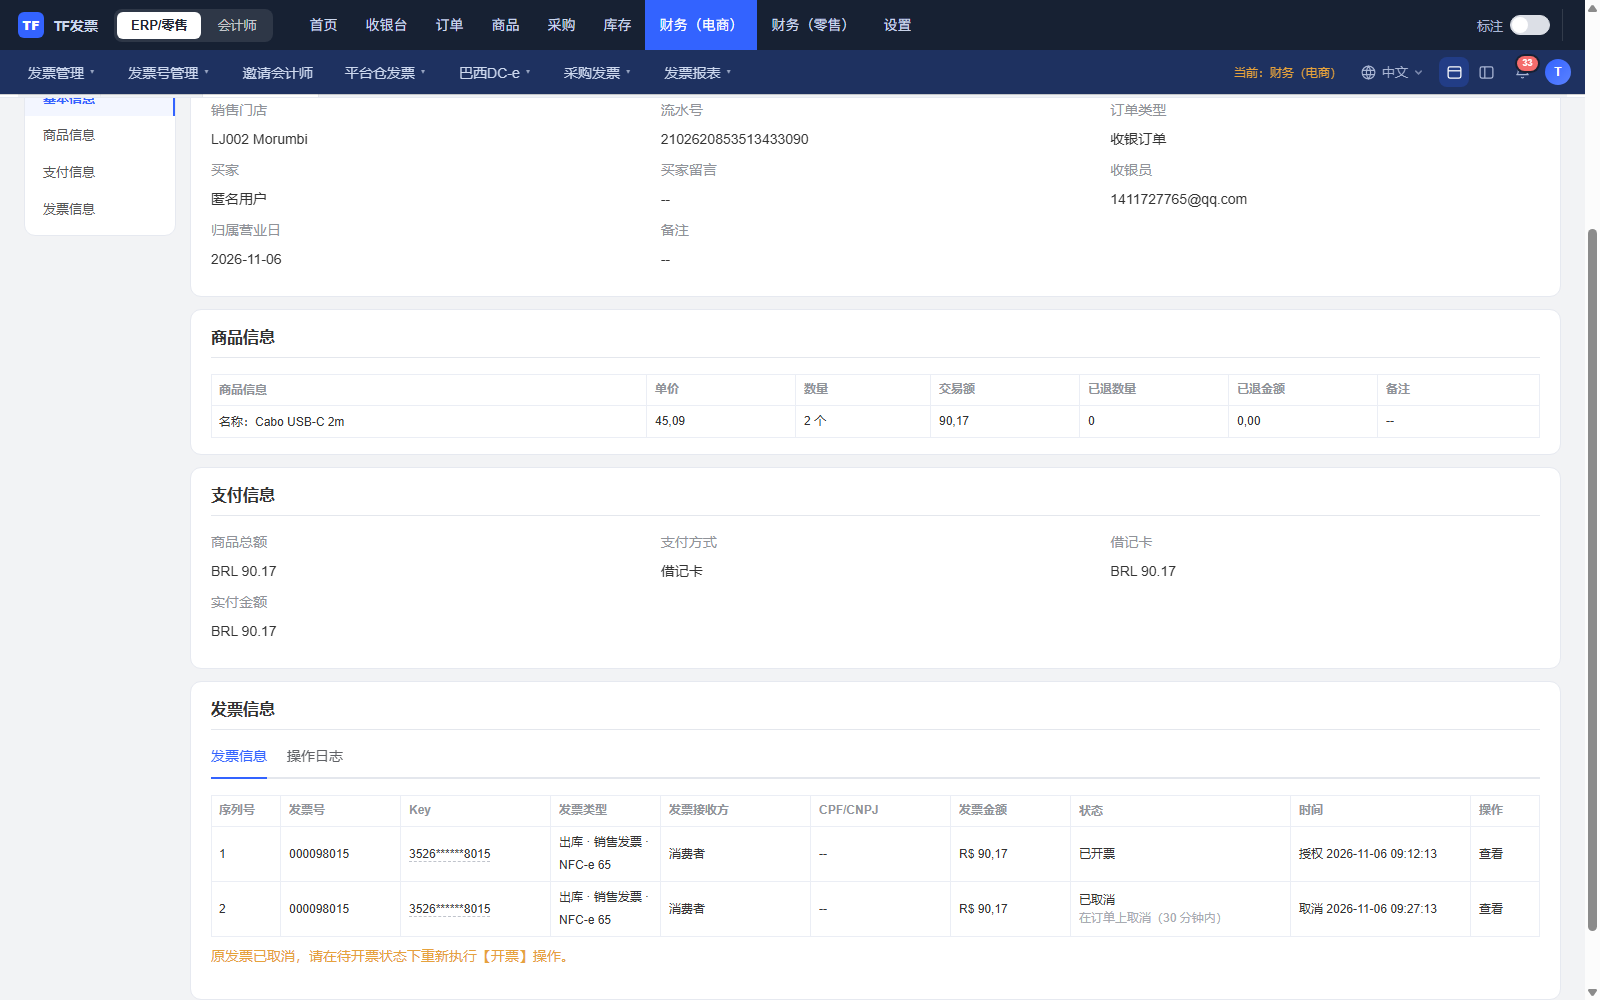 TF TF发票 ERP/零售 会计师 首页 收银台 订单 商品 采购 库存 财务（电商） 财务（零售） 设置 标注
发票管理 发票号管理 邀请会计师 平台仓发票 巴西DC-e 采购发票 发票报表 当前：财务（电商） 中文 33 T
基本信息
商品信息
支付信息
发票信息
销售门店 流水号 订单类型
LJ002 Morumbi 2102620853513433090 收银订单
买家 买家留言 收银员
匿名用户 -- 1411727765@qq.com
归属营业日 备注
2026-11-06 --
商品信息
商品信息 单价 数量 交易额 已退数量 已退金额 备注
名称：Cabo USB-C 2m 45,09 2 个 90,17 0 0,00 --
支付信息
商品总额 支付方式 借记卡
BRL 90.17 借记卡 BRL 90.17
实付金额
BRL 90.17
发票信息
发票信息 操作日志
序列号 发票号 Key 发票类型 发票接收方 CPF/CNPJ 发票金额 状态 时间 操作
1 000098015 3526******8015 出库 · 销售发票 · NFC-e 65 消费者 -- R$ 90,17 已开票 授权 2026-11-06 09:12:13 查看
2 000098015 3526******8015 出库 · 销售发票 · NFC-e 65 消费者 -- R$ 90,17 已取消 在订单上取消（30 分钟内） 取消 2026-11-06 09:27:13 查看
原发票已取消，请在待开票状态下重新执行【开票】操作。